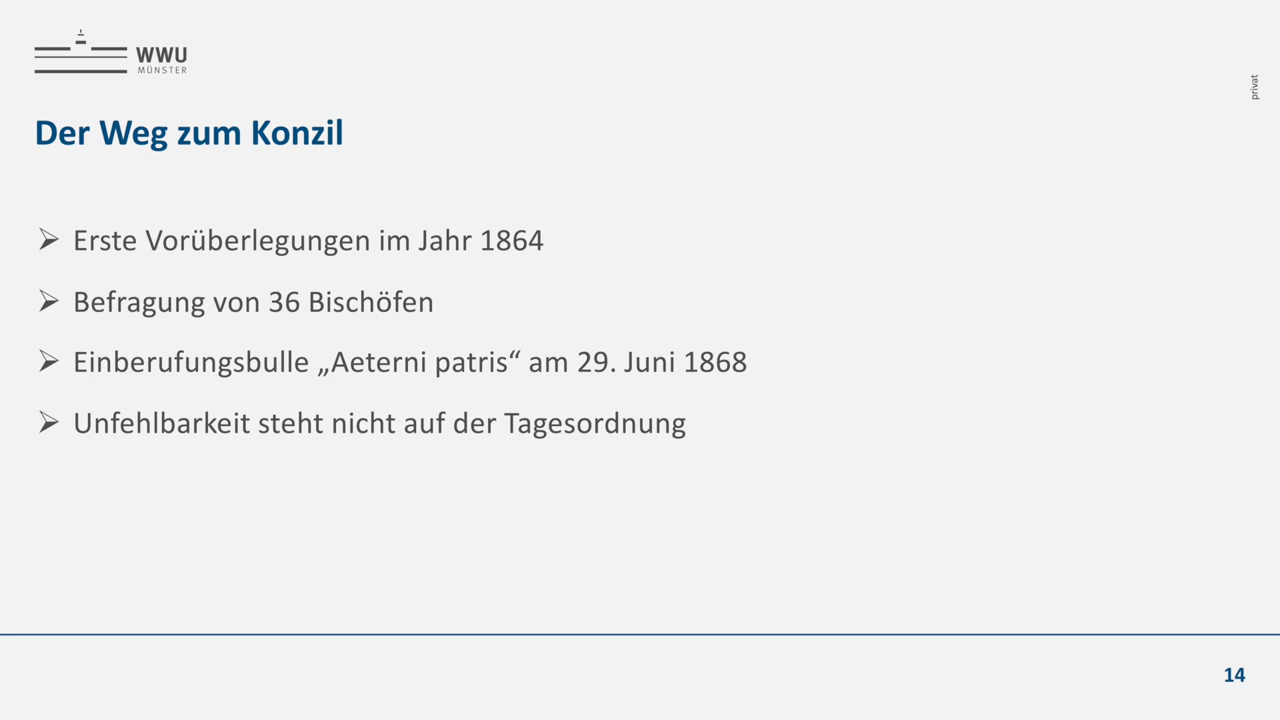 WWU
MÜNSTER
privat
Der Weg zum Konzil
Erste Vorüberlegungen im Jahr 1864
Befragung von 36 Bischöfen
Einberufungsbulle „Aeterni patris“ am 29. Juni 1868
Unfehlbarkeit steht nicht auf der Tagesordnung
14